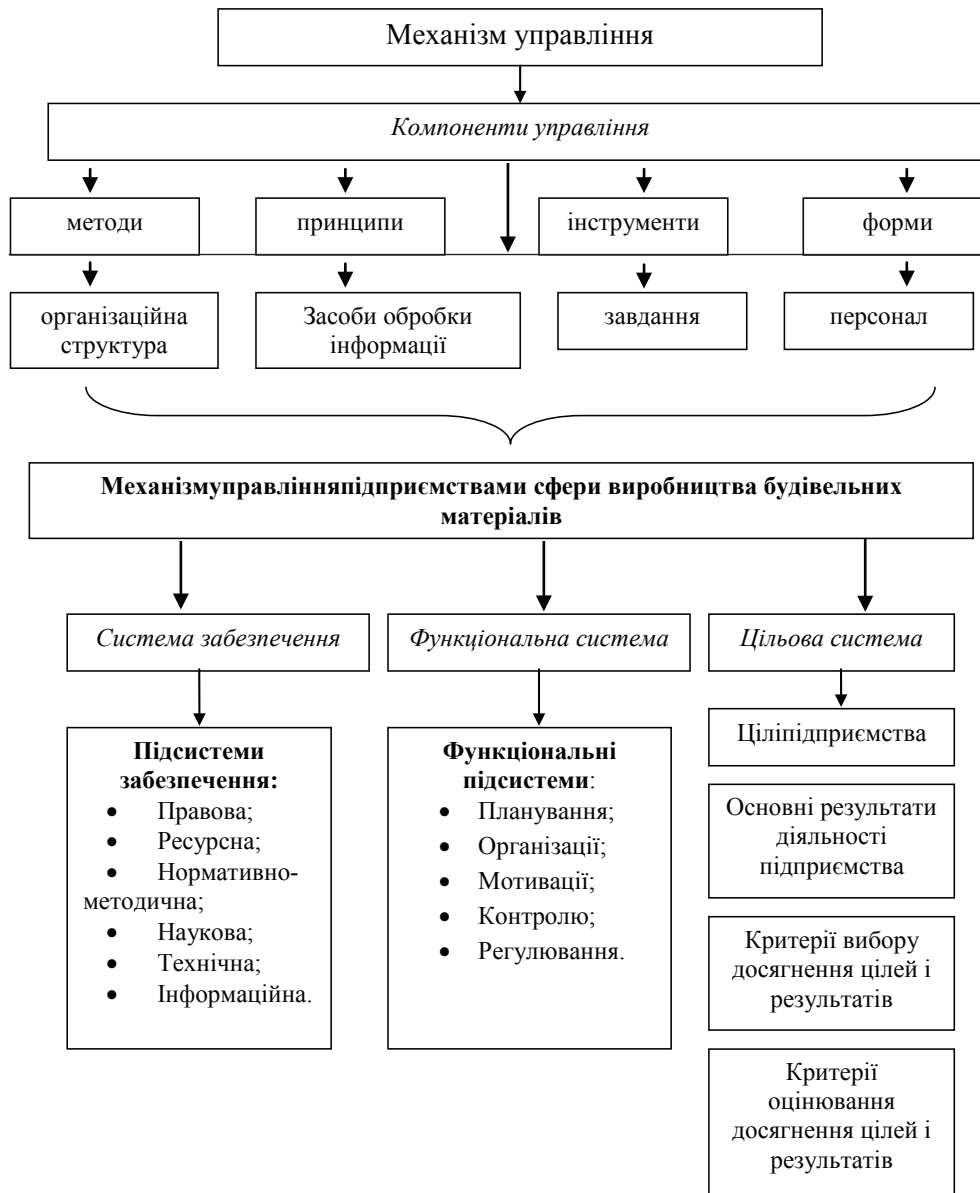 Механізм управління
Компоненти управління
методи
принципи
інструменти
форми
організаційна
структура
Засоби обробки
інформації
завдання
персонал
Механізмуправлінняпідприємствами сфери виробництва будівельних
матеріалів
Система забезпечення
Функціональна система
Цільова система
Підсистеми
забезпечення:
• Правова;
• Ресурсна;
• Нормативно-
методична;
• Наукова;
• Технічна;
• Інформаційна.
Функціональні
підсистеми:
• Планування;
• Організації;
• Мотивації;
• Контролю;
• Регулювання.
Ціліпідприємства
Основні результати
діяльності
підприємства
Критерії вибору
досягнення цілей і
результатів
Критерії
оцінювання
досягнення цілей і
результатів